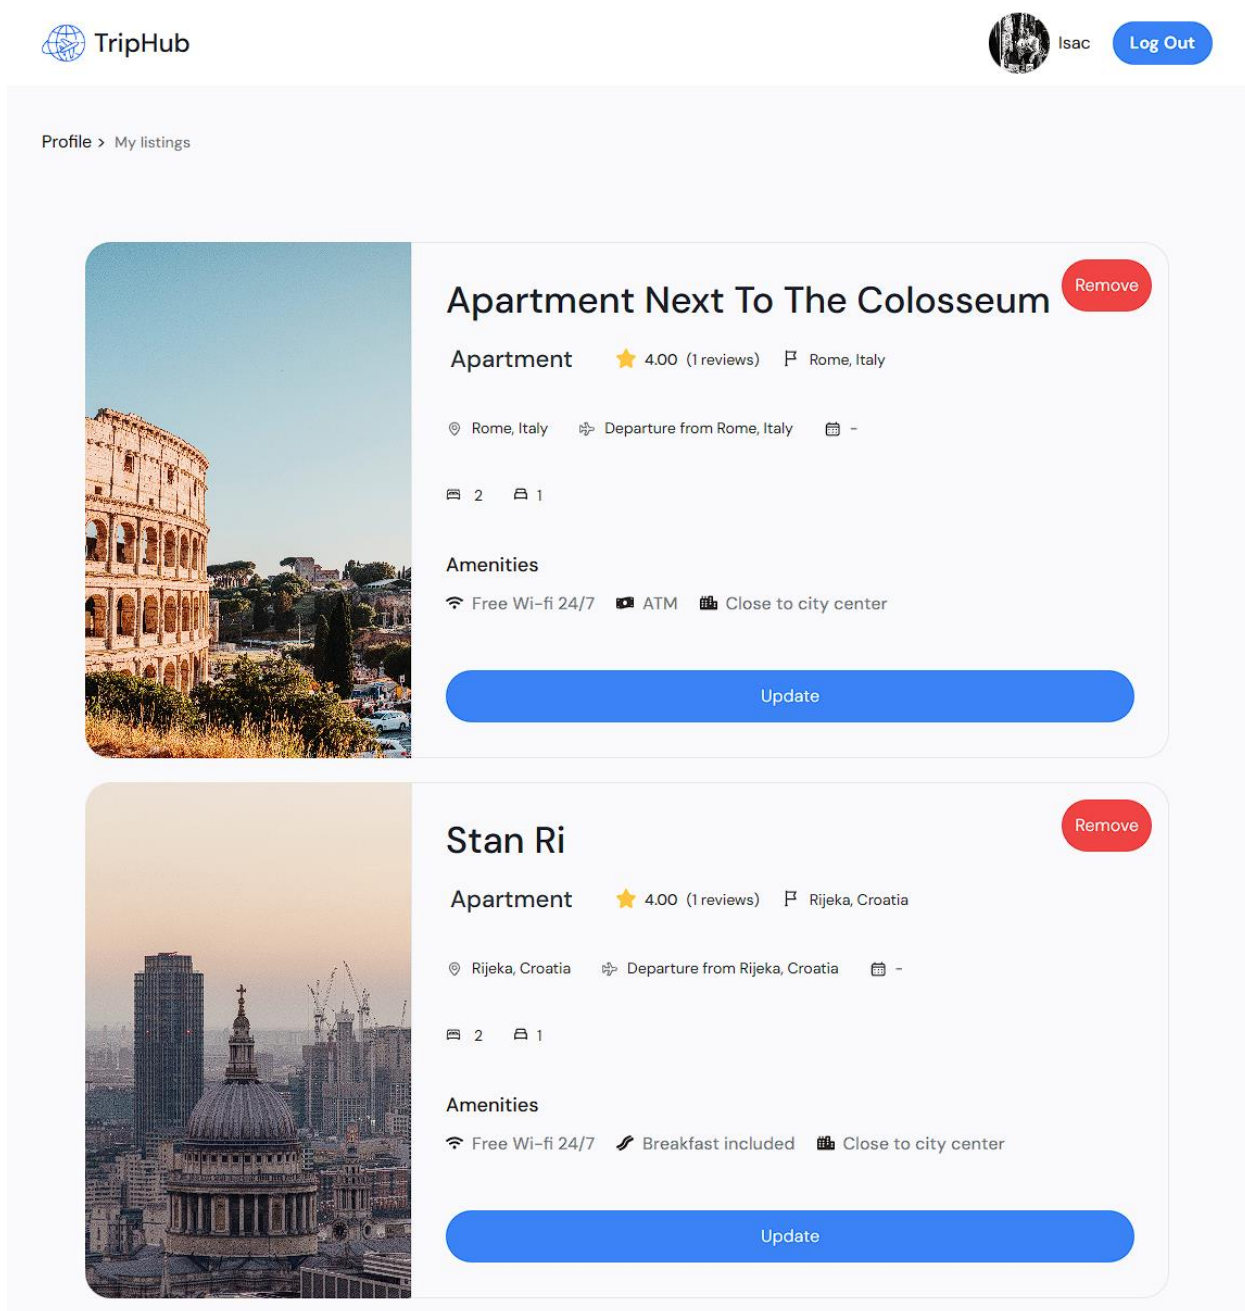 TripHub
Isac
Log Out
Profile > My listings
Apartment Next To The Colosseum
Remove
Apartment 4.00 (1 reviews) Rome, Italy
Rome, Italy Departure from Rome, Italy -
2 1
Amenities
Free Wi-fi 24/7 ATM Close to city center
Update
Stan Ri
Remove
Apartment 4.00 (1 reviews) Rijeka, Croatia
Rijeka, Croatia Departure from Rijeka, Croatia -
2 1
Amenities
Free Wi-fi 24/7 Breakfast included Close to city center
Update